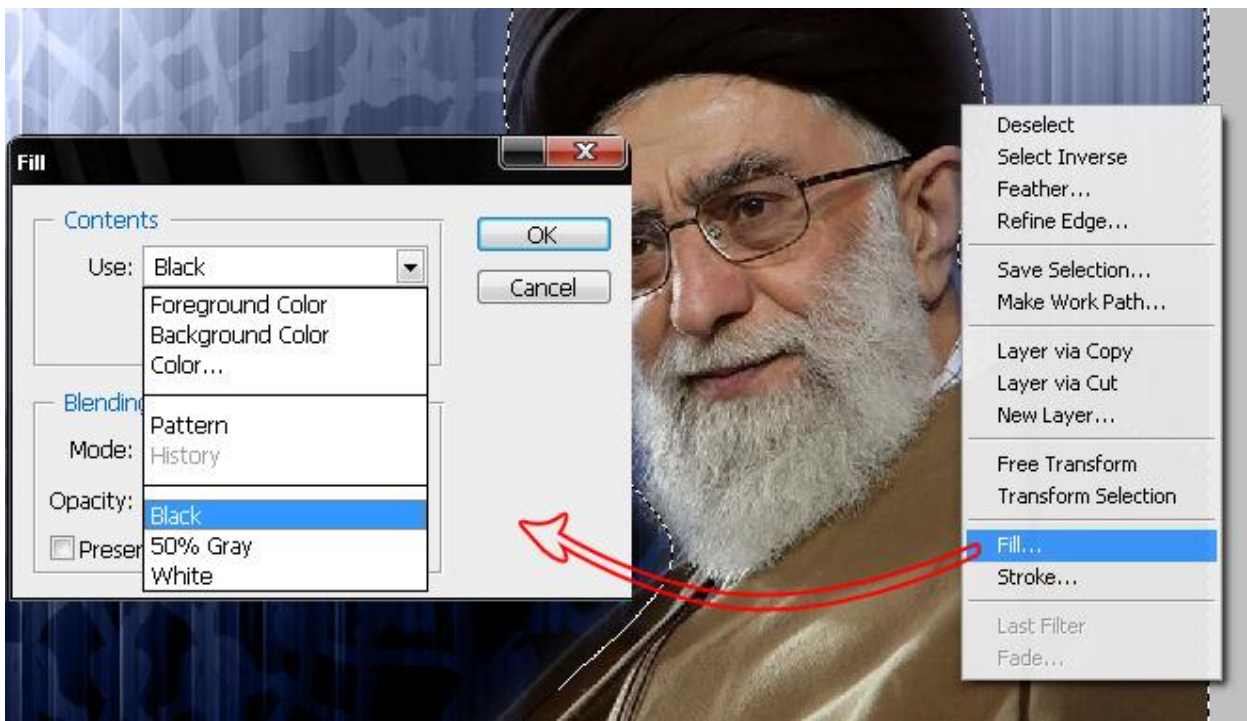 Fill
Contents
Use: Black
Foreground Color
Background Color
Color...
Pattern
History
Black
50% Gray
White
Blending
Mode:
Opacity:
Preser
OK
Cancel
Deselect
Select Inverse
Feather...
Refine Edge...
Save Selection...
Make Work Path...
Layer via Copy
Layer via Cut
New Layer...
Free Transform
Transform Selection
Fill...
Stroke...
Last Filter
Fade...